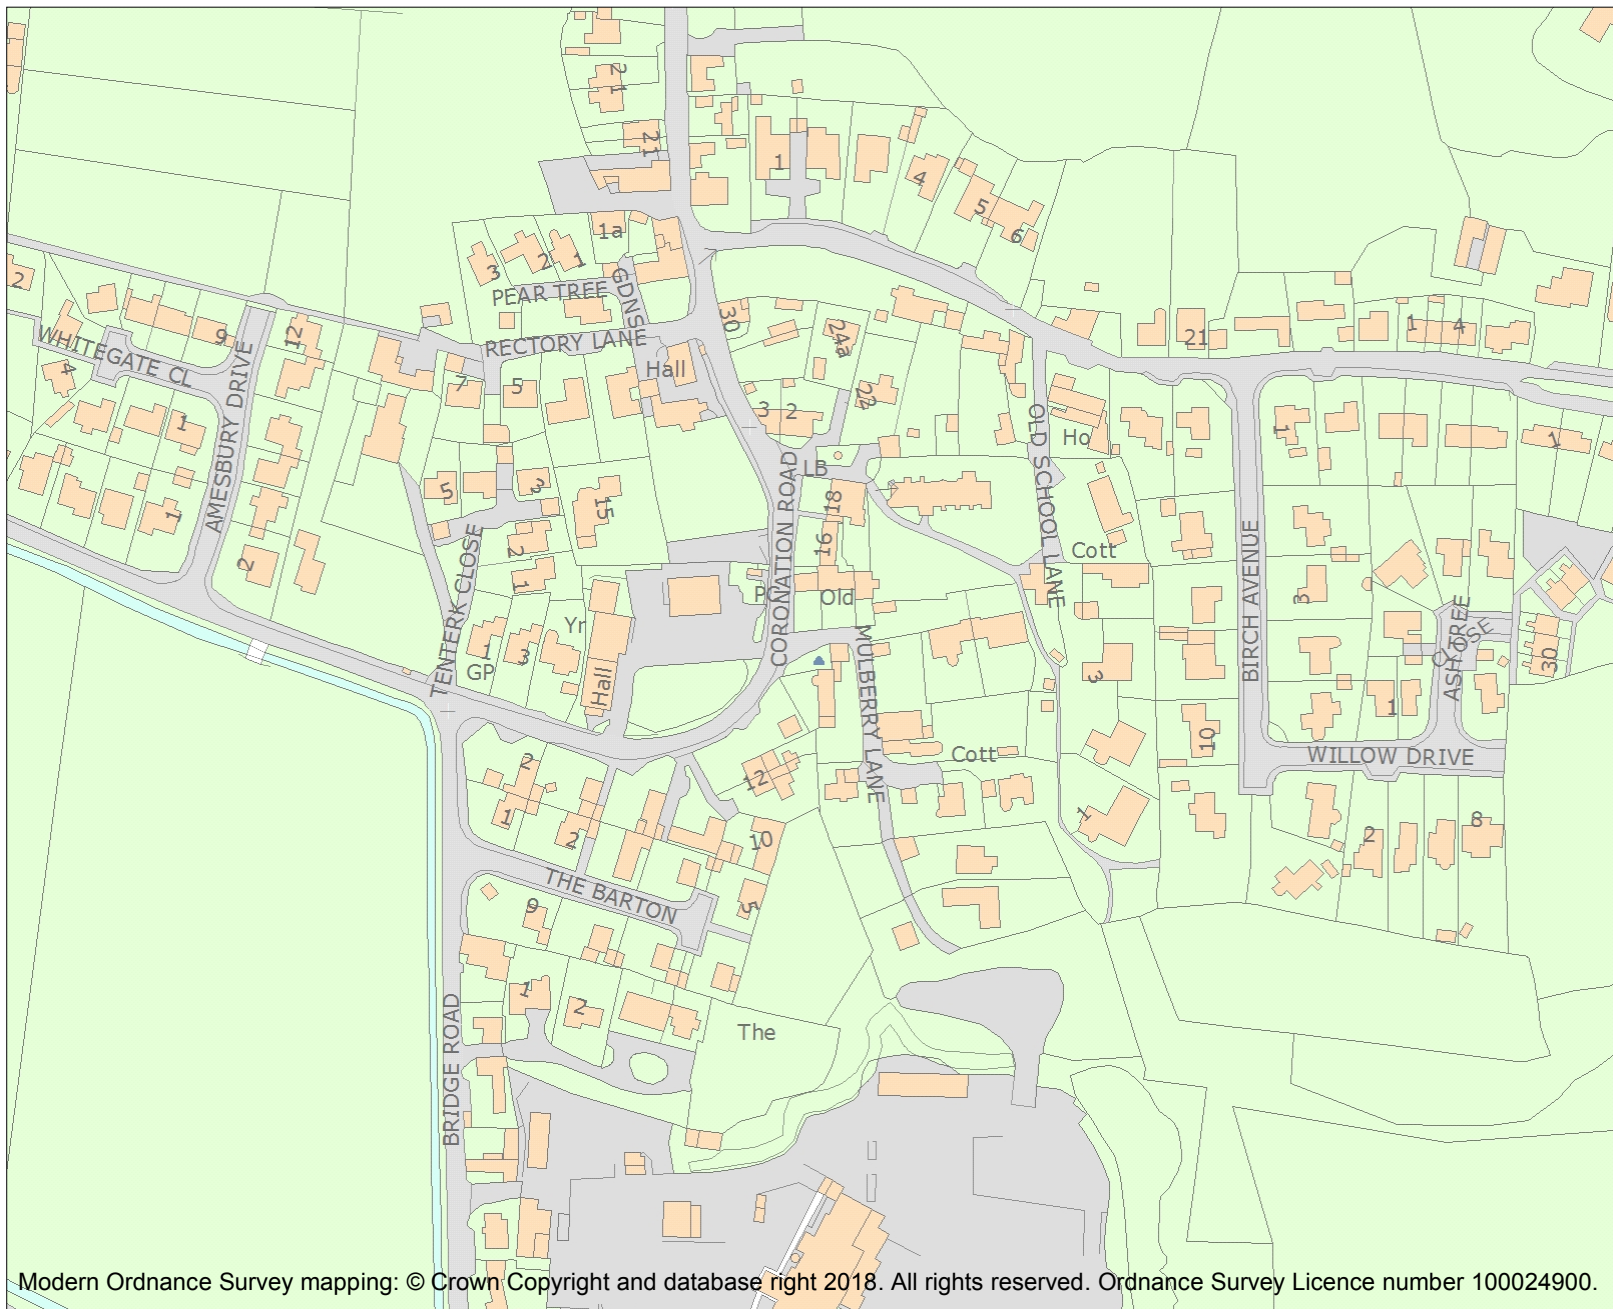 21
21
1
4
5
6
1a
3
2
1
2
PEAR TREE
GDNS
30
24a
WHITEGATE CL
9
12
RECTORY LANE
Hall
21
1
4
4
7
5
3
2
22
1
AMESBURY DRIVE
OLD SCHOOL LANE
Ho
1
1
5
3
15
LB
18
CORONATION ROAD
16
1
2
2
1
TENTERK CLOSE
Cott
BIRCH AVENUE
PC
Old
3
Yr
MULBERRY LANE
ASH TREE
CLOSE
1
3
GP
Hall
3
30
1
10
2
12
Cott
WILLOW DRIVE
1
2
10
1
2
8
THE BARTON
9
5
1
2
The
BRIDGE ROAD
Modern Ordnance Survey mapping: © Crown Copyright and database right 2018. All rights reserved. Ordnance Survey Licence number 100024900.